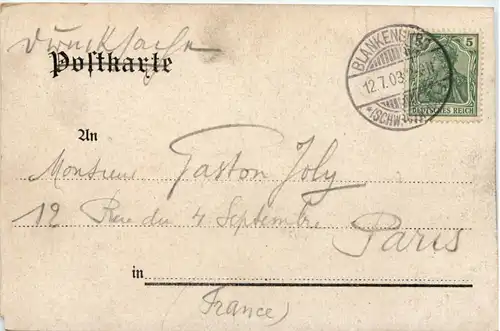 Drucksache
Postkarte
BLANKENB
12.7.03
*(SCHW
5
DEUTSCHES REICH
An
Monsieur Gaston Joly
12 Rue du 4 Septembre
Paris
in
(France)